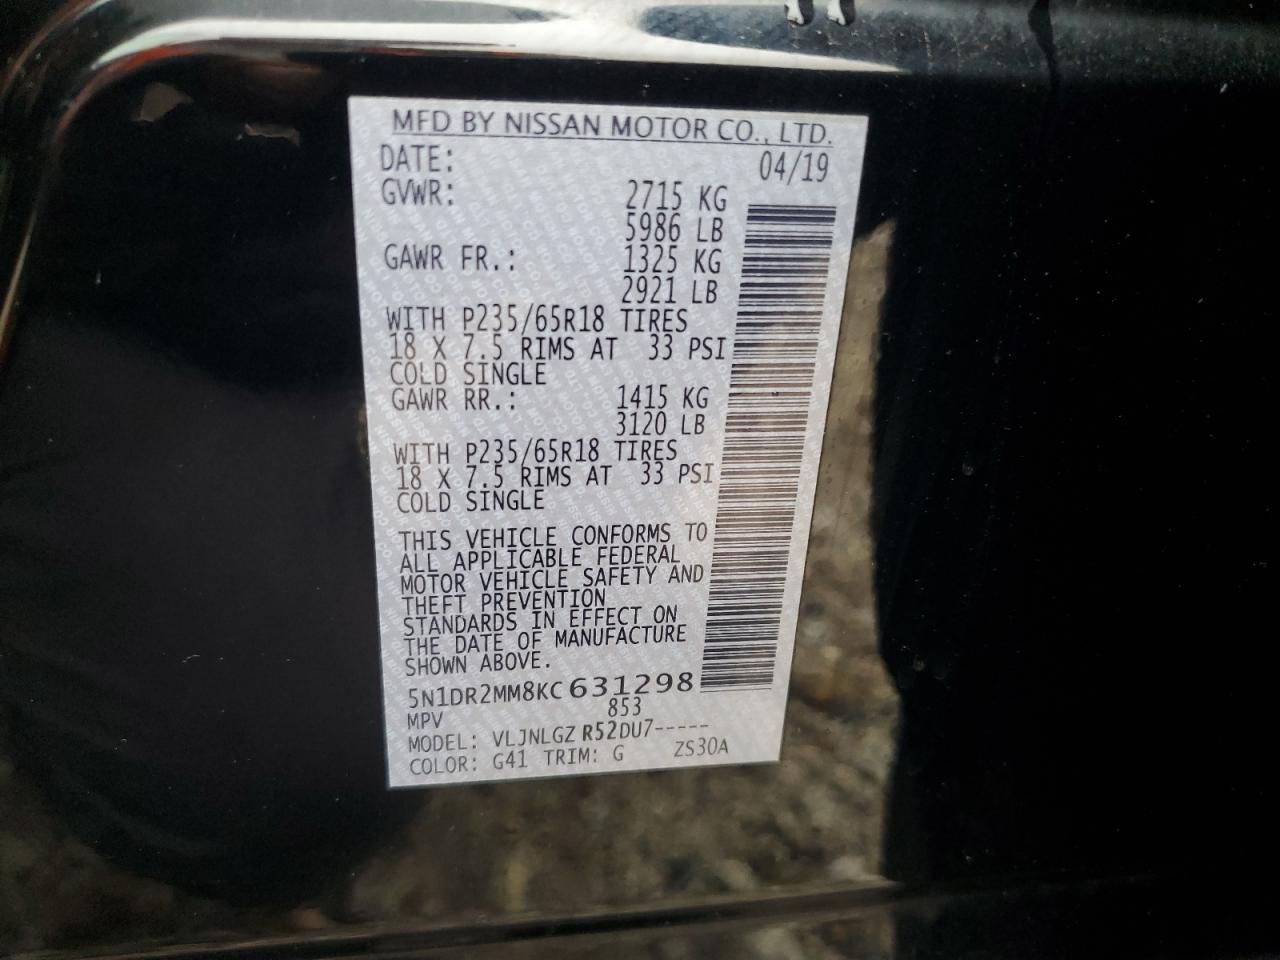 MFD BY NISSAN MOTOR CO., LTD.
DATE: 04/19
GVWR: 2715 KG
5986 LB
GAWR FR.: 1325 KG
2921 LB
WITH P235/65R18 TIRES
18 X 7.5 RIMS AT 33 PSI
COLD SINGLE
GAWR RR.: 1415 KG
3120 LB
WITH P235/65R18 TIRES
18 X 7.5 RIMS AT 33 PSI
COLD SINGLE
THIS VEHICLE CONFORMS TO
ALL APPLICABLE FEDERAL
MOTOR VEHICLE SAFETY AND
THEFT PREVENTION
STANDARDS IN EFFECT ON
THE DATE OF MANUFACTURE
SHOWN ABOVE.
5N1DR2MM8KC631298
MPV 853
MODEL: VLJNLGZ R52DU7-----
COLOR: G41 TRIM: G ZS30A